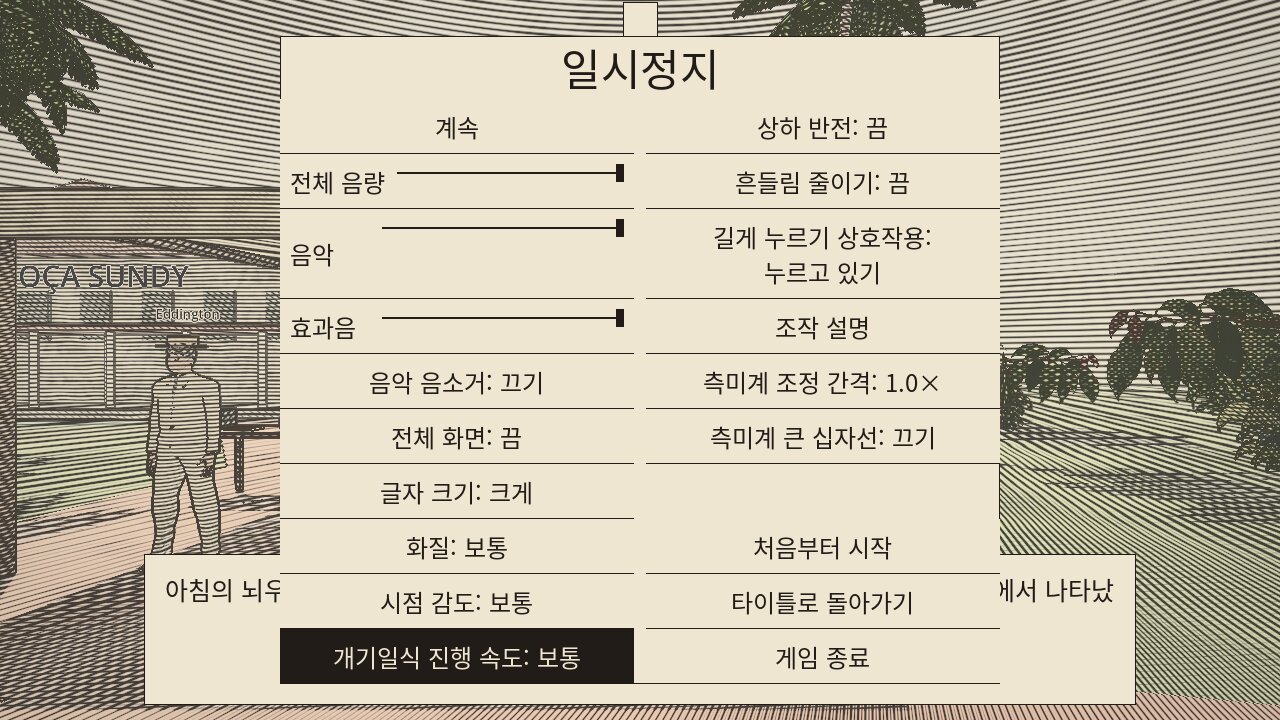 일시정지
계속
전체 음량
음악
효과음
음악 음소거: 끄기
전체 화면: 끔
글자 크기: 크게
화질: 보통
시점 감도: 보통
개기일식 진행 속도: 보통
상하 반전: 끔
흔들림 줄이기: 끔
길게 누르기 상호작용:
누르고 있기
조작 설명
측미계 조정 간격: 1.0×
측미계 큰 십자선: 끄기
처음부터 시작
타이틀로 돌아가기
게임 종료
OÇA SUNDY
Eddington
아침의 뇌우 에서 나타났